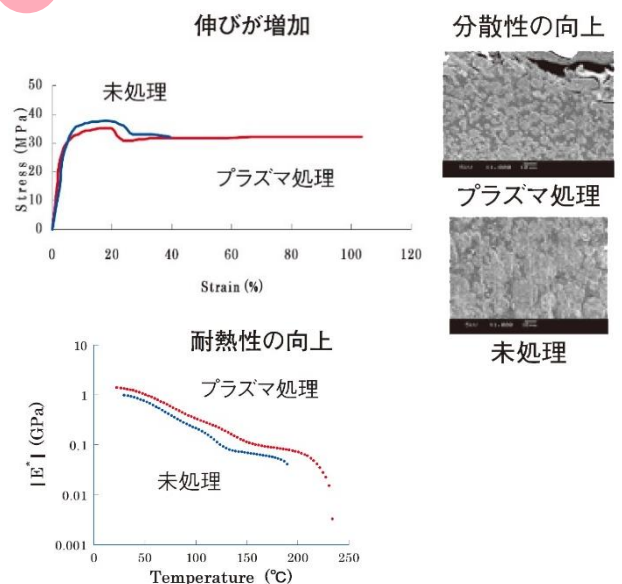 伸びが増加
50
40
30
20
10
0
Stress (MPa)
未処理
プラズマ処理
0 20 40 60 80 100 120
Strain (%)
分散性の向上
プラズマ処理
未処理
耐熱性の向上
10
1
0.1
0.01
0.001
|E*| (GPa)
プラズマ処理
未処理
0 50 100 150 200 250
Temperature (℃)